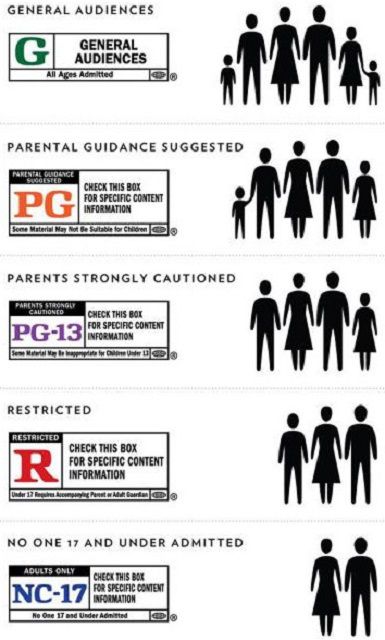 GENERAL AUDIENCES
G
GENERAL
AUDIENCES
All Ages Admitted
®
PARENTAL GUIDANCE SUGGESTED
PARENTAL GUIDANCE
SUGGESTED
PG
CHECK THIS BOX
FOR SPECIFIC CONTENT
INFORMATION
Some Material May Not Be Suitable for Children
®
PARENTS STRONGLY CAUTIONED
PARENTS STRONGLY
CAUTIONED
PG-13
CHECK THIS BOX
FOR SPECIFIC CONTENT
INFORMATION
Some Material May Be Inappropriate for Children Under 13
®
RESTRICTED
RESTRICTED
R
CHECK THIS BOX
FOR SPECIFIC CONTENT
INFORMATION
Under 17 Requires Accompanying Parent or Adult Guardian
®
NO ONE 17 AND UNDER ADMITTED
ADULTS ONLY
NC-17
CHECK THIS BOX
FOR SPECIFIC CONTENT
INFORMATION
No One 17 and Under Admitted
®